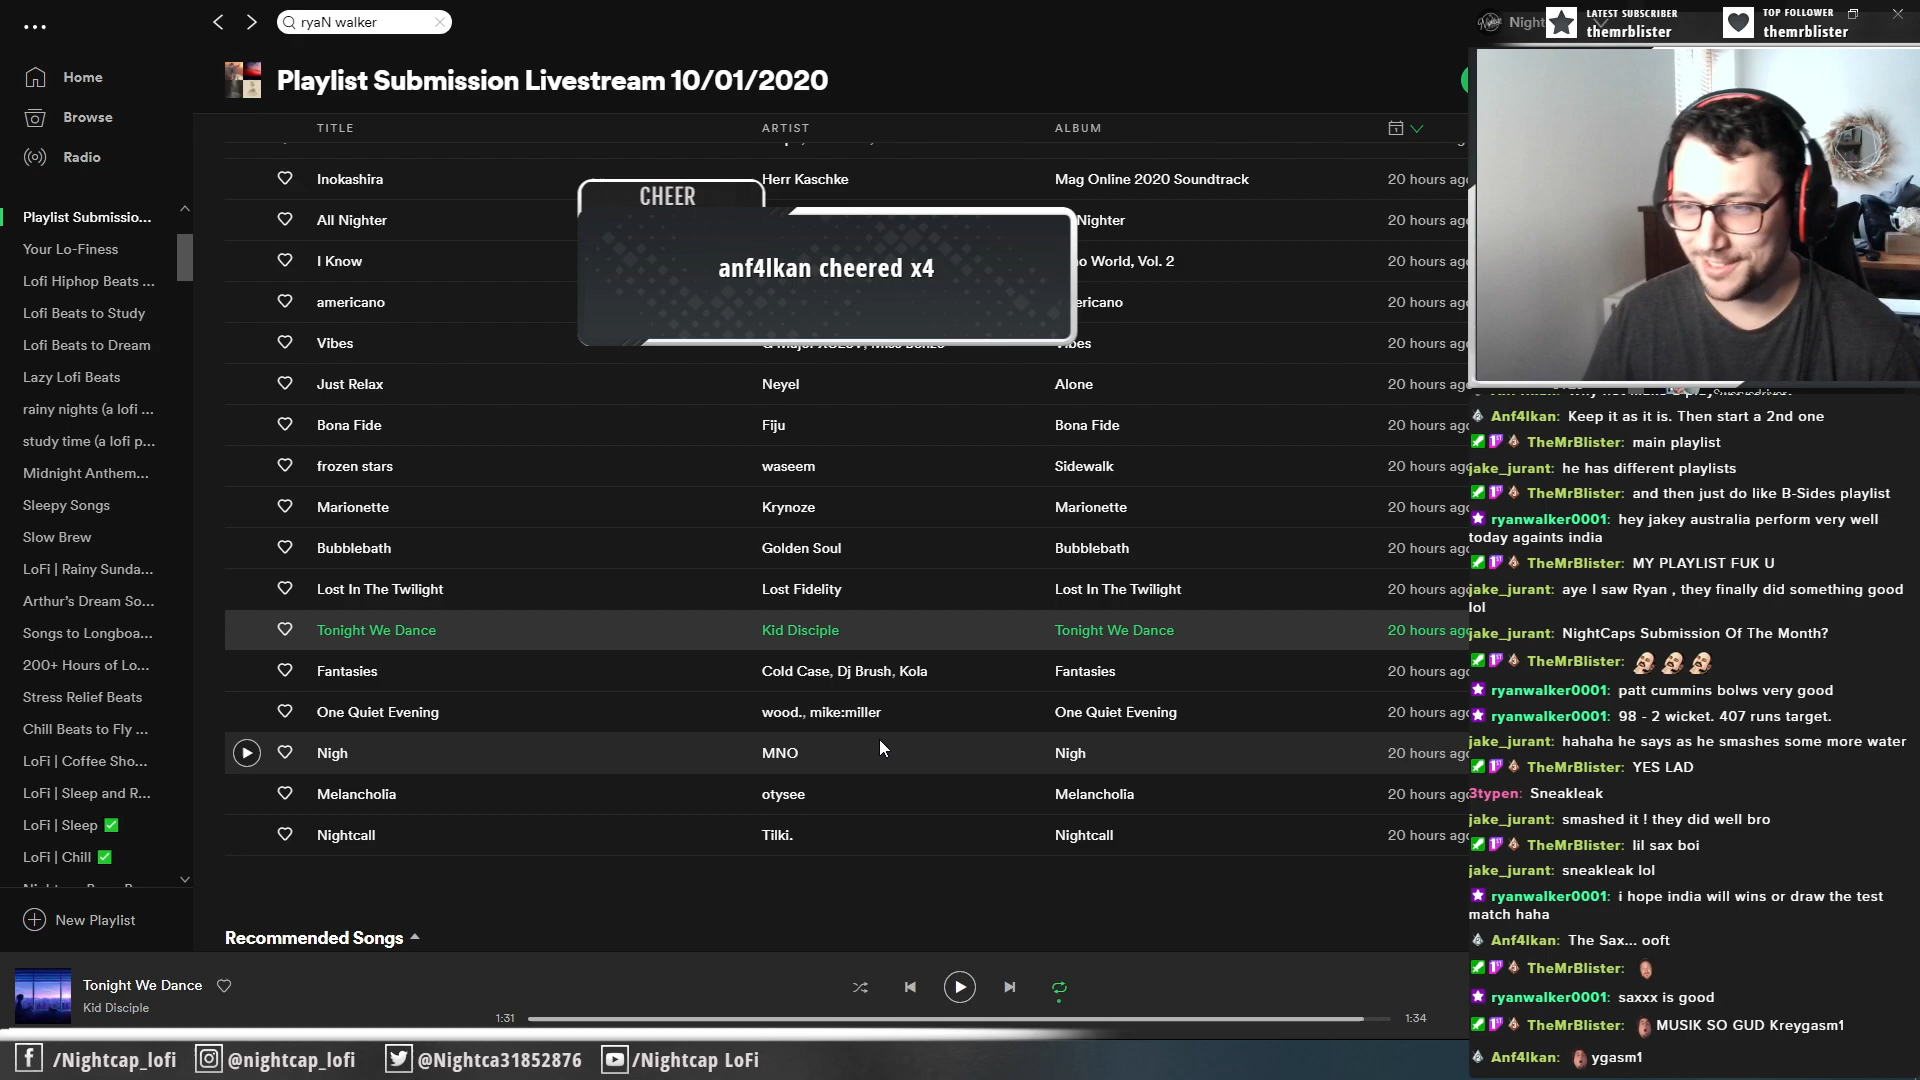 ryaN walker
Night
LATEST SUBSCRIBER
themrblister
TOP FOLLOWER
themrblister
Home
Browse
Radio
Playlist Submissio...
Your Lo-Finess
Lofi Hiphop Beats ...
Lofi Beats to Study
Lofi Beats to Dream
Lazy Lofi Beats
rainy nights (a lofi ...
study time (a lofi p...
Midnight Anthem...
Sleepy Songs
Slow Brew
LoFi | Rainy Sunda...
Arthur's Dream So...
Songs to Longboa...
200+ Hours of Lo...
Stress Relief Beats
Chill Beats to Fly ...
LoFi | Coffee Sho...
LoFi | Sleep and R...
LoFi | Sleep ✅
LoFi | Chill ✅
New Playlist
Playlist Submission Livestream 10/01/2020
TITLE ARTIST ALBUM
Inokashira Herr Kaschke Mag Online 2020 Soundtrack 20 hours ago
All Nighter Nighter 20 hours ago
I Know o World, Vol. 2 20 hours ago
americano ericano 20 hours ago
Vibes Vibes 20 hours ago
Just Relax Neyel Alone 20 hours ago
Bona Fide Fiju Bona Fide 20 hours ago
frozen stars waseem Sidewalk 20 hours ago
Marionette Krynoze Marionette 20 hours ago
Bubblebath Golden Soul Bubblebath 20 hours ago
Lost In The Twilight Lost Fidelity Lost In The Twilight 20 hours ago
Tonight We Dance Kid Disciple Tonight We Dance 20 hours ago
Fantasies Cold Case, Dj Brush, Kola Fantasies 20 hours ago
One Quiet Evening wood., mike:miller One Quiet Evening 20 hours ago
Nigh MNO Nigh 20 hours ago
Melancholia otysee Melancholia 20 hours ago
Nightcall Tilki. Nightcall 20 hours ago
CHEER
anf4lkan cheered x4
Recommended Songs
Anf4lkan: Keep it as it is. Then start a 2nd one
TheMrBlister: main playlist
jake_jurant: he has different playlists
TheMrBlister: and then just do like B-Sides playlist
ryanwalker0001: hey jakey australia perform very well
today againts india
TheMrBlister: MY PLAYLIST FUK U
jake_jurant: aye I saw Ryan , they finally did something good
lol
jake_jurant: NightCaps Submission Of The Month?
TheMrBlister:
ryanwalker0001: patt cummins bolws very good
ryanwalker0001: 98 - 2 wicket. 407 runs target.
jake_jurant: hahaha he says as he smashes some more water
TheMrBlister: YES LAD
3typen: Sneakleak
jake_jurant: smashed it ! they did well bro
TheMrBlister: lil sax boi
jake_jurant: sneakleak lol
ryanwalker0001: i hope india will wins or draw the test
match haha
Anf4lkan: The Sax... ooft
TheMrBlister:
ryanwalker0001: saxxx is good
TheMrBlister: MUSIK SO GUD Kreygasm1
Anf4lkan: ygasm1
Tonight We Dance
Kid Disciple
1:31
1:34
/Nightcap_lofi @nightcap_lofi @Nightca31852876 /Nightcap LoFi